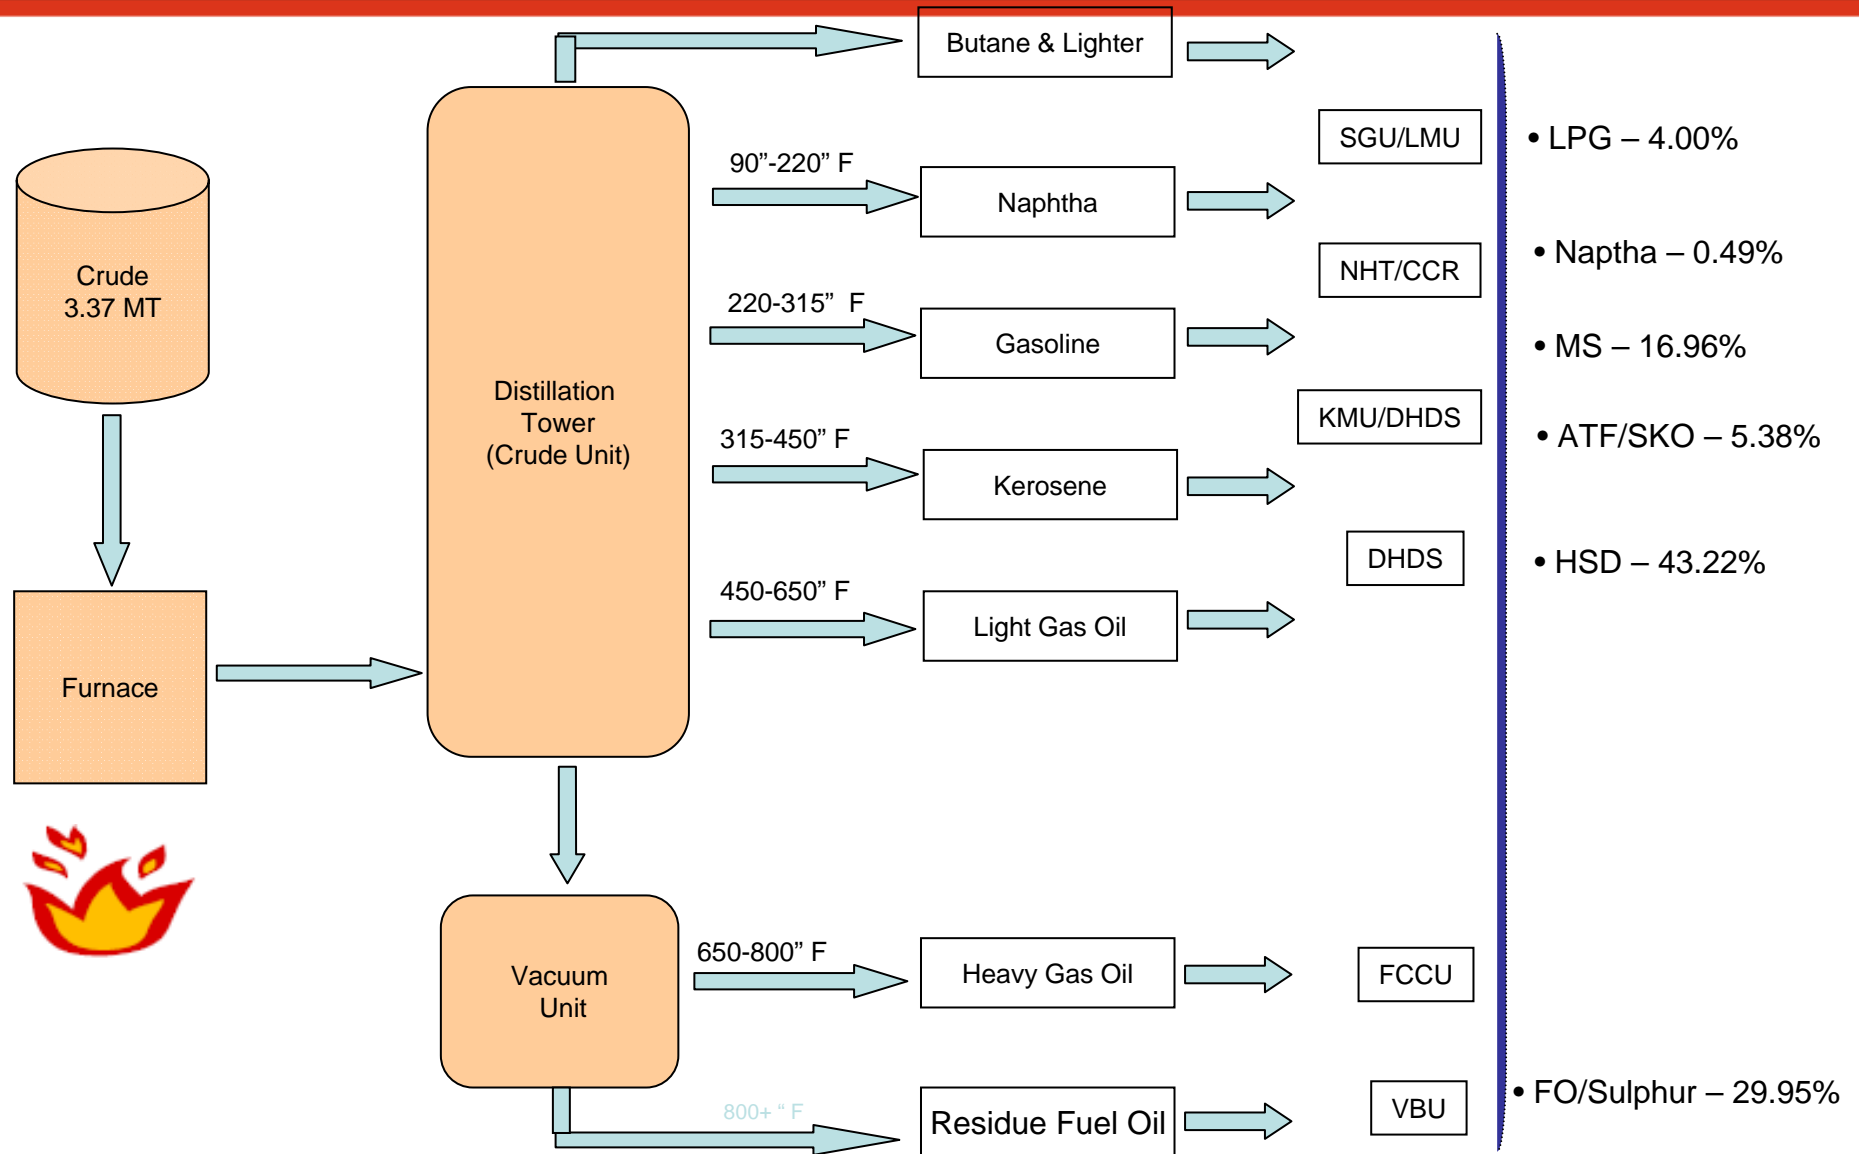 Butane & Lighter
SGU/LMU
• LPG – 4.00%
90”-220” F
Naphtha
Crude
3.37 MT
NHT/CCR
• Naptha – 0.49%
220-315” F
Gasoline
• MS – 16.96%
Distillation
Tower
(Crude Unit)
315-450” F
KMU/DHDS
• ATF/SKO – 5.38%
Kerosene
DHDS
• HSD – 43.22%
450-650” F
Light Gas Oil
Furnace
Vacuum
Unit
650-800” F
Heavy Gas Oil
FCCU
800+ “ F
Residue Fuel Oil
VBU
• FO/Sulphur – 29.95%